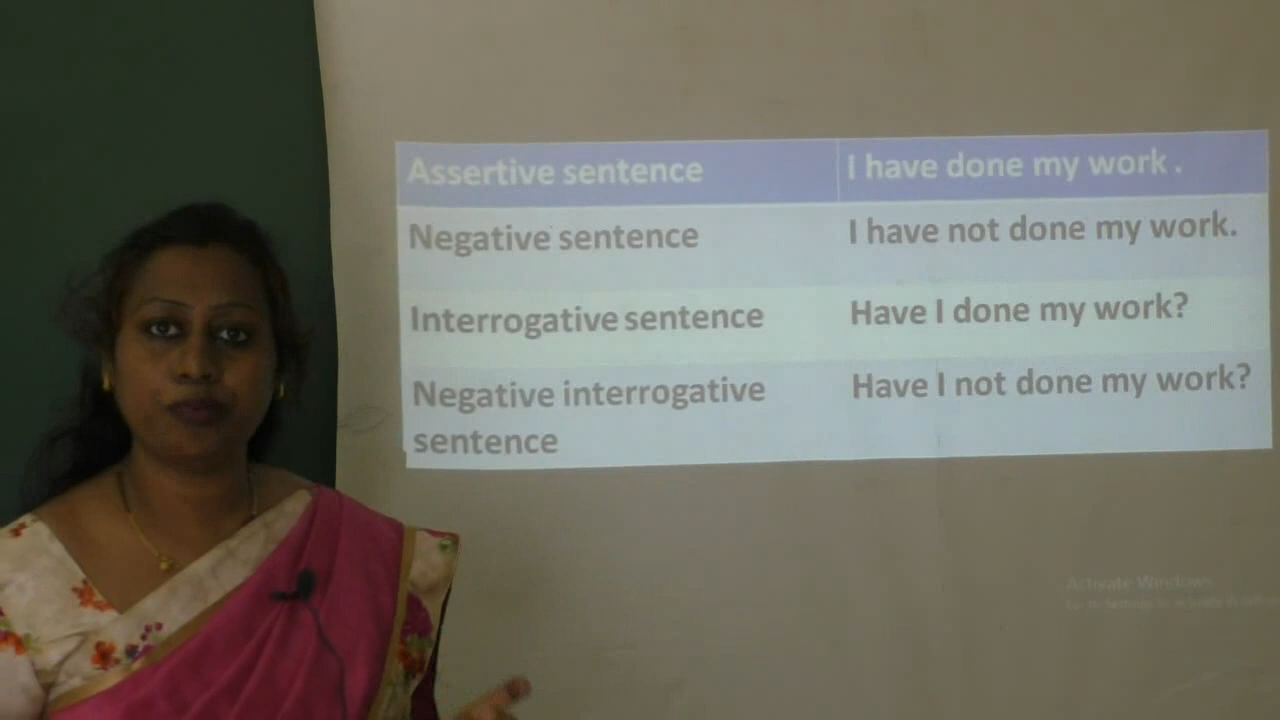 Assertive sentence I have done my work .
Negative sentence I have not done my work.
Interrogative sentence Have I done my work?
Negative interrogative Have I not done my work?
sentence
Activate Windows